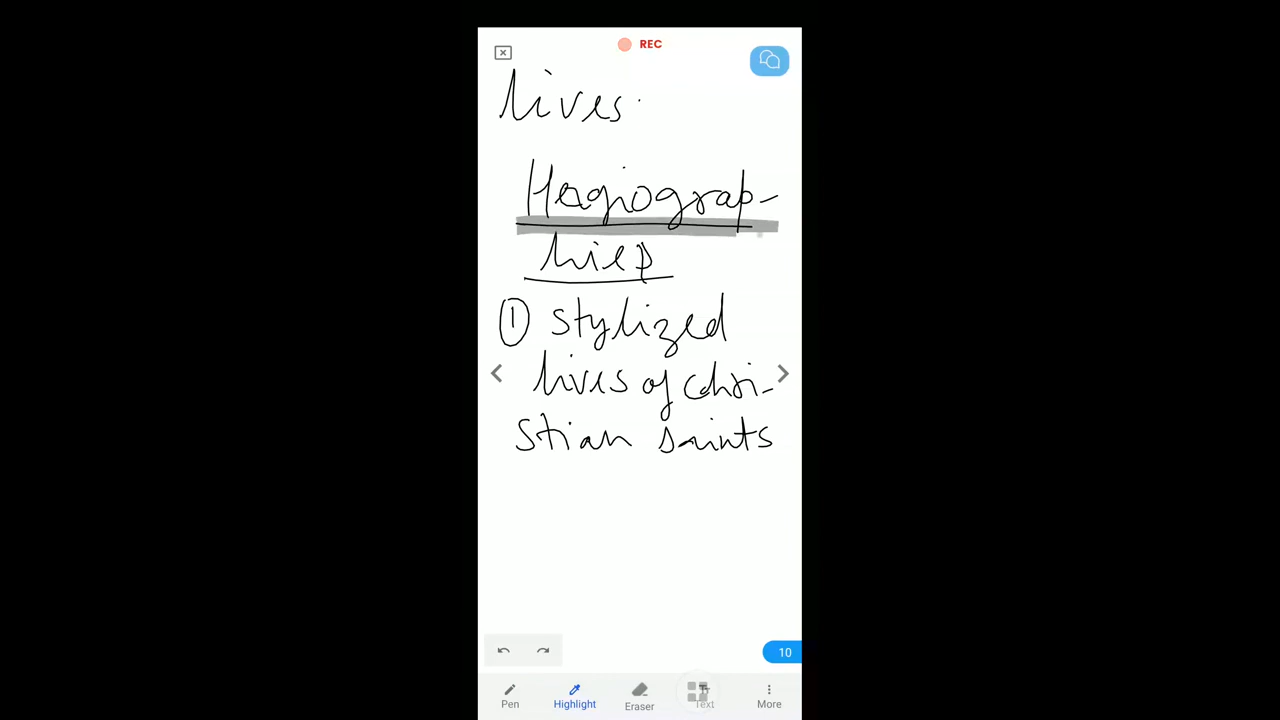 REC
lives.
Hagiograp-
hies
① stylized
lives of chri-
stian saints
10
Pen
Highlight
Eraser
Text
More